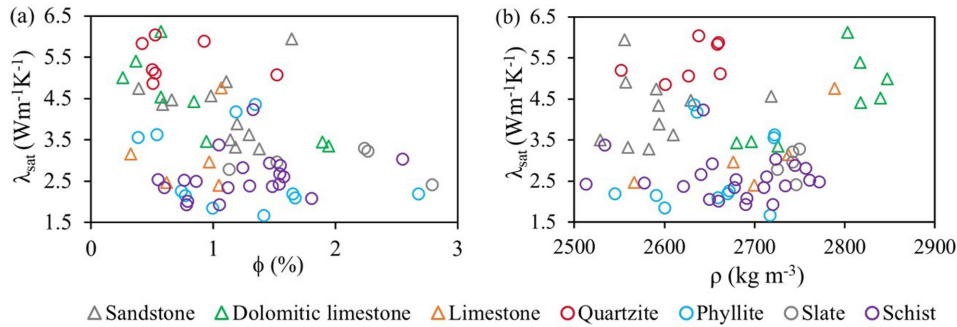 (a)
6.5
5.5
4.5
3.5
2.5
1.5
λsat (Wm-1K-1)
0 1 2 3
ϕ (%)
(b)
6.5
5.5
4.5
3.5
2.5
1.5
λsat (Wm-1K-1)
2500 2600 2700 2800 2900
ρ (kg m-3)
Sandstone Dolomitic limestone Limestone Quartzite Phyllite Slate Schist